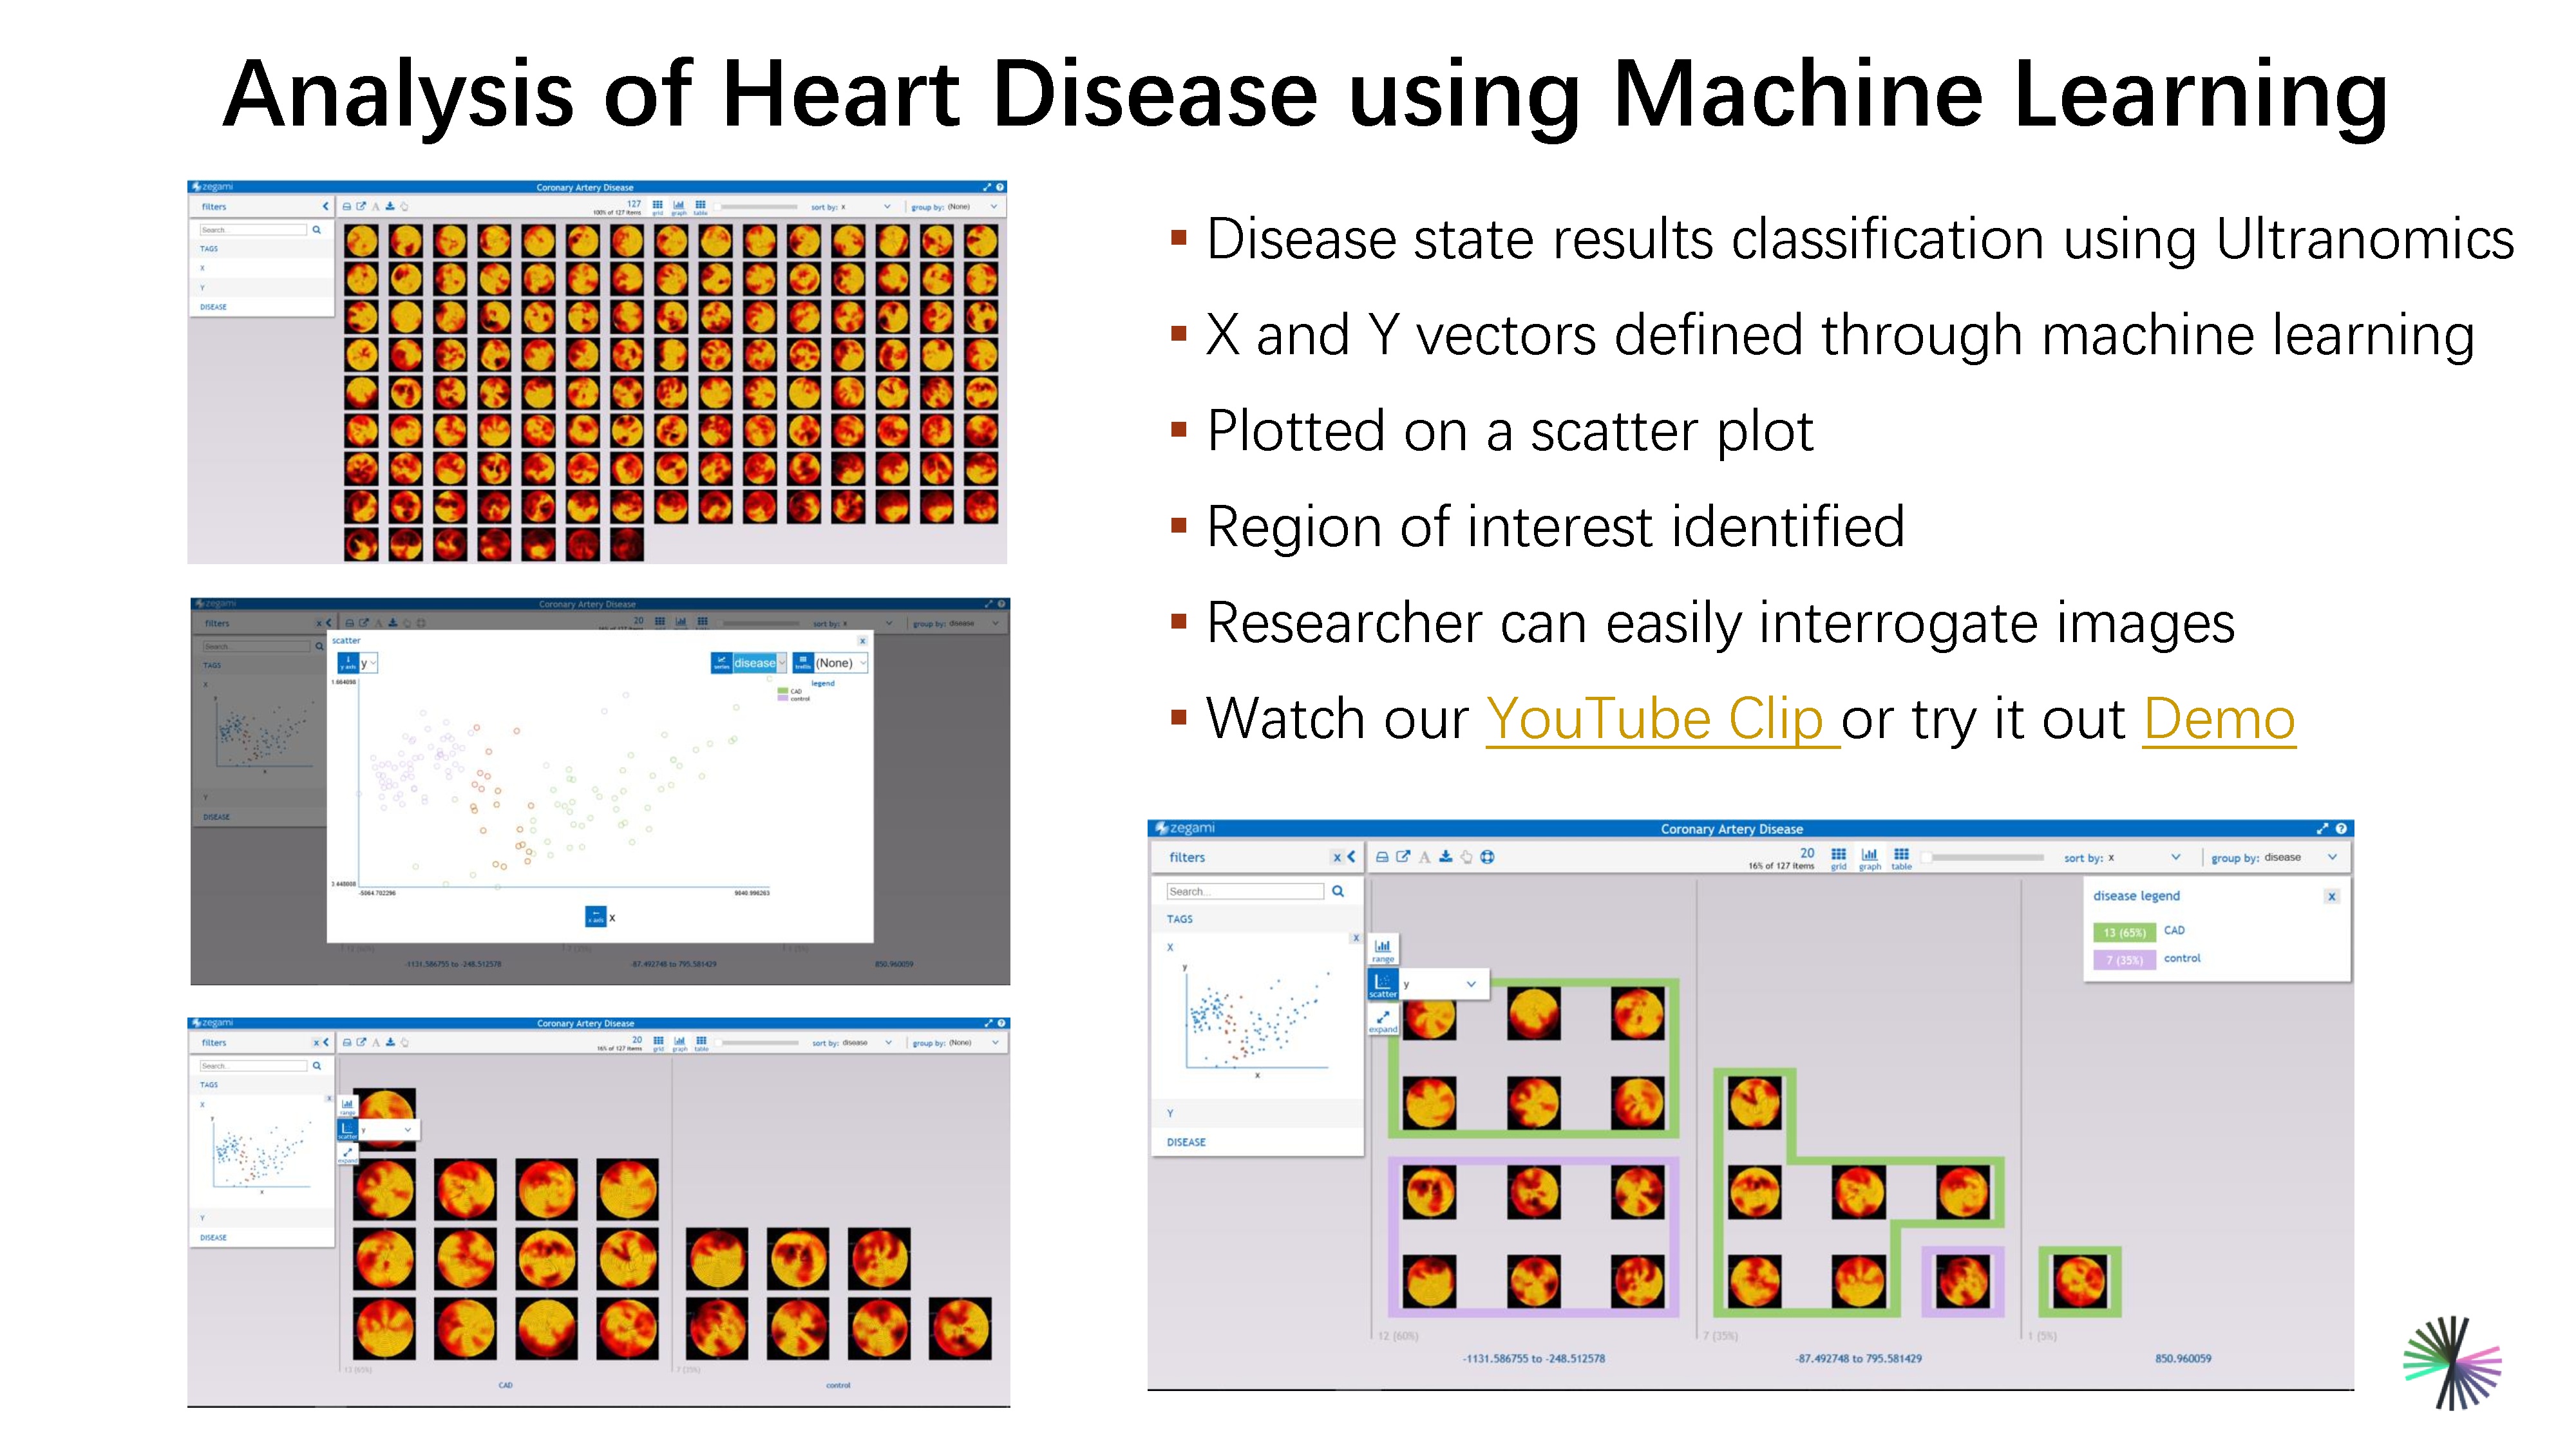 Analysis of Heart Disease using Machine Learning
zegami
Coronary Artery Disease
filters
127
100% of 127 items
grid
graph
table
sort by: x
group by: (None)
Search...
TAGS
X
Y
DISEASE
zegami
Coronary Artery Disease
filters
20
sort by: x
group by: disease
Search...
TAGS
X
y
x
Y
DISEASE
scatter
y axis
y
series
disease
trellis
(None)
legend
CAD
control
1.664898
3.448008
-5064.702296
9840.996263
x axis
x
-1131.586755 to -248.512578
-87.492748 to 795.581429
850.960059
zegami
Coronary Artery Disease
filters
20
16% of 127 items
grid
graph
table
sort by: disease
group by: (None)
Search...
TAGS
X
range
scatter
y
expand
y
x
Y
DISEASE
13 (65%)
7 (35%)
CAD
control
▪ Disease state results classification using Ultranomics
▪ X and Y vectors defined through machine learning
▪ Plotted on a scatter plot
▪ Region of interest identified
▪ Researcher can easily interrogate images
▪ Watch our YouTube Clip or try it out Demo
zegami
Coronary Artery Disease
filters
20
16% of 127 items
grid
graph
table
sort by: x
group by: disease
Search...
TAGS
X
range
scatter
y
expand
y
x
Y
DISEASE
disease legend
13 (65%) CAD
7 (35%) control
12 (60%)
7 (35%)
1 (5%)
-1131.586755 to -248.512578
-87.492748 to 795.581429
850.960059